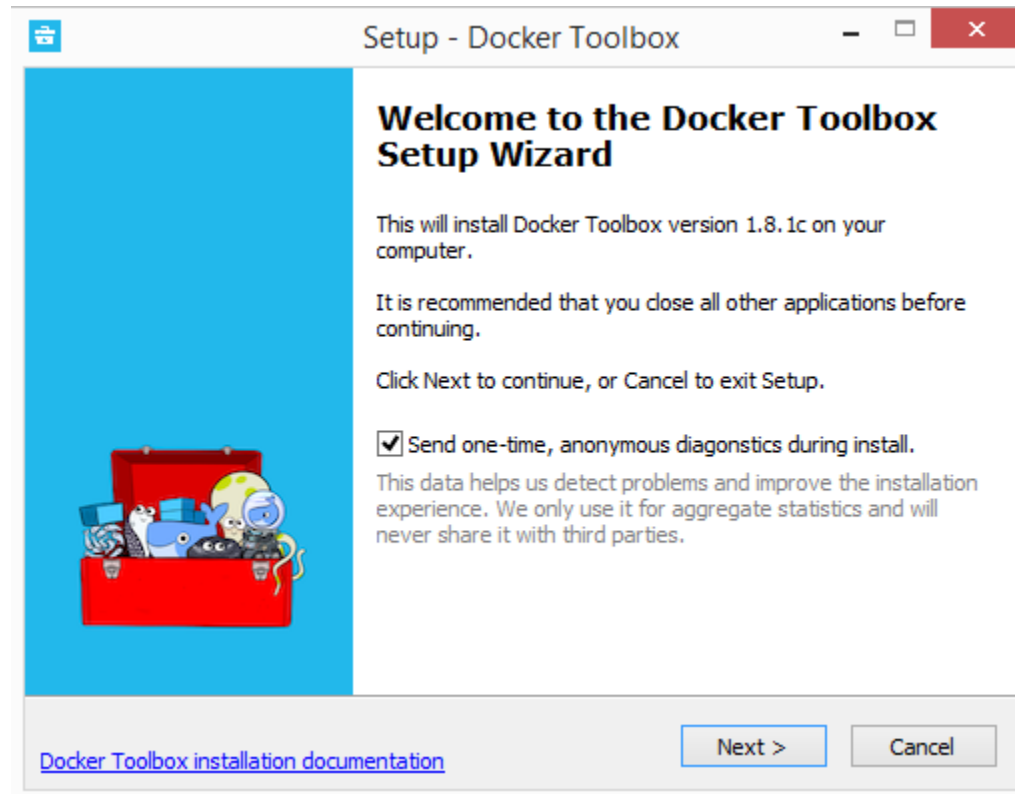 Setup - Docker Toolbox
Welcome to the Docker Toolbox
Setup Wizard
This will install Docker Toolbox version 1.8.1c on your
computer.
It is recommended that you close all other applications before
continuing.
Click Next to continue, or Cancel to exit Setup.
Send one-time, anonymous diagonstics during install.
This data helps us detect problems and improve the installation
experience. We only use it for aggregate statistics and will
never share it with third parties.
Docker Toolbox installation documentation
Next >
Cancel